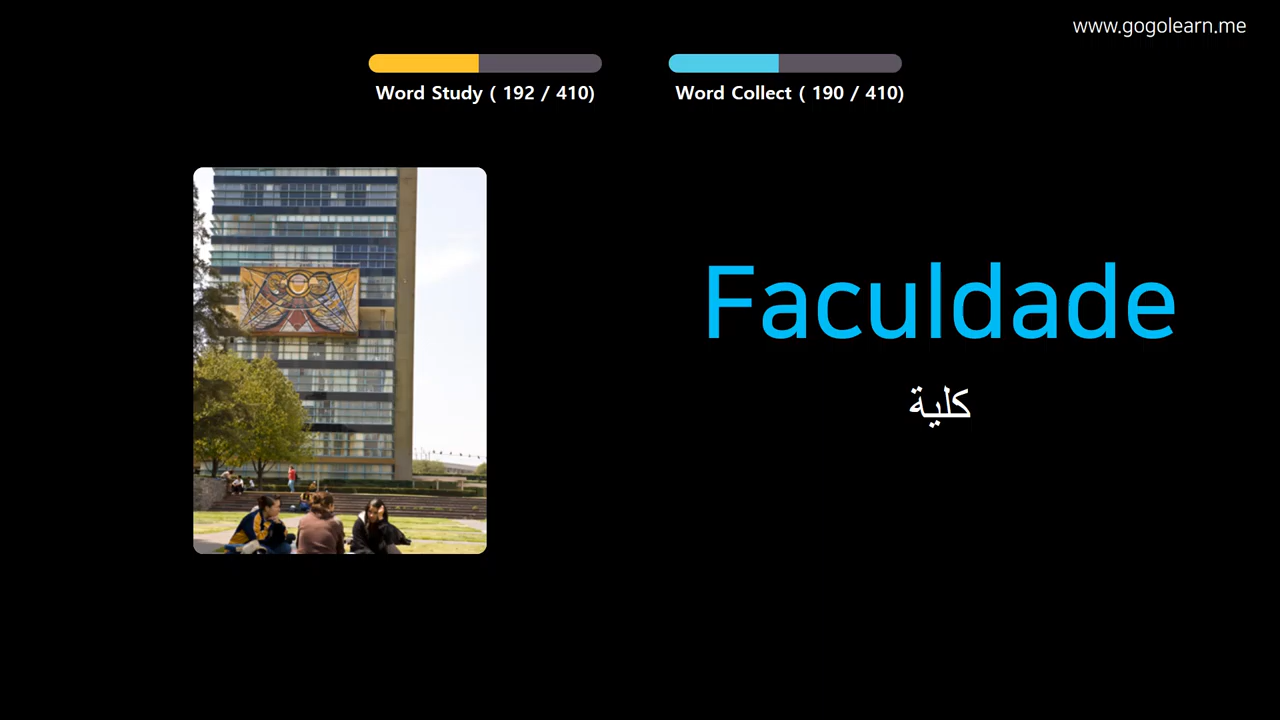 www.gogolearn.me
Word Study ( 192 / 410)
Word Collect ( 190 / 410)
Faculdade
كلية